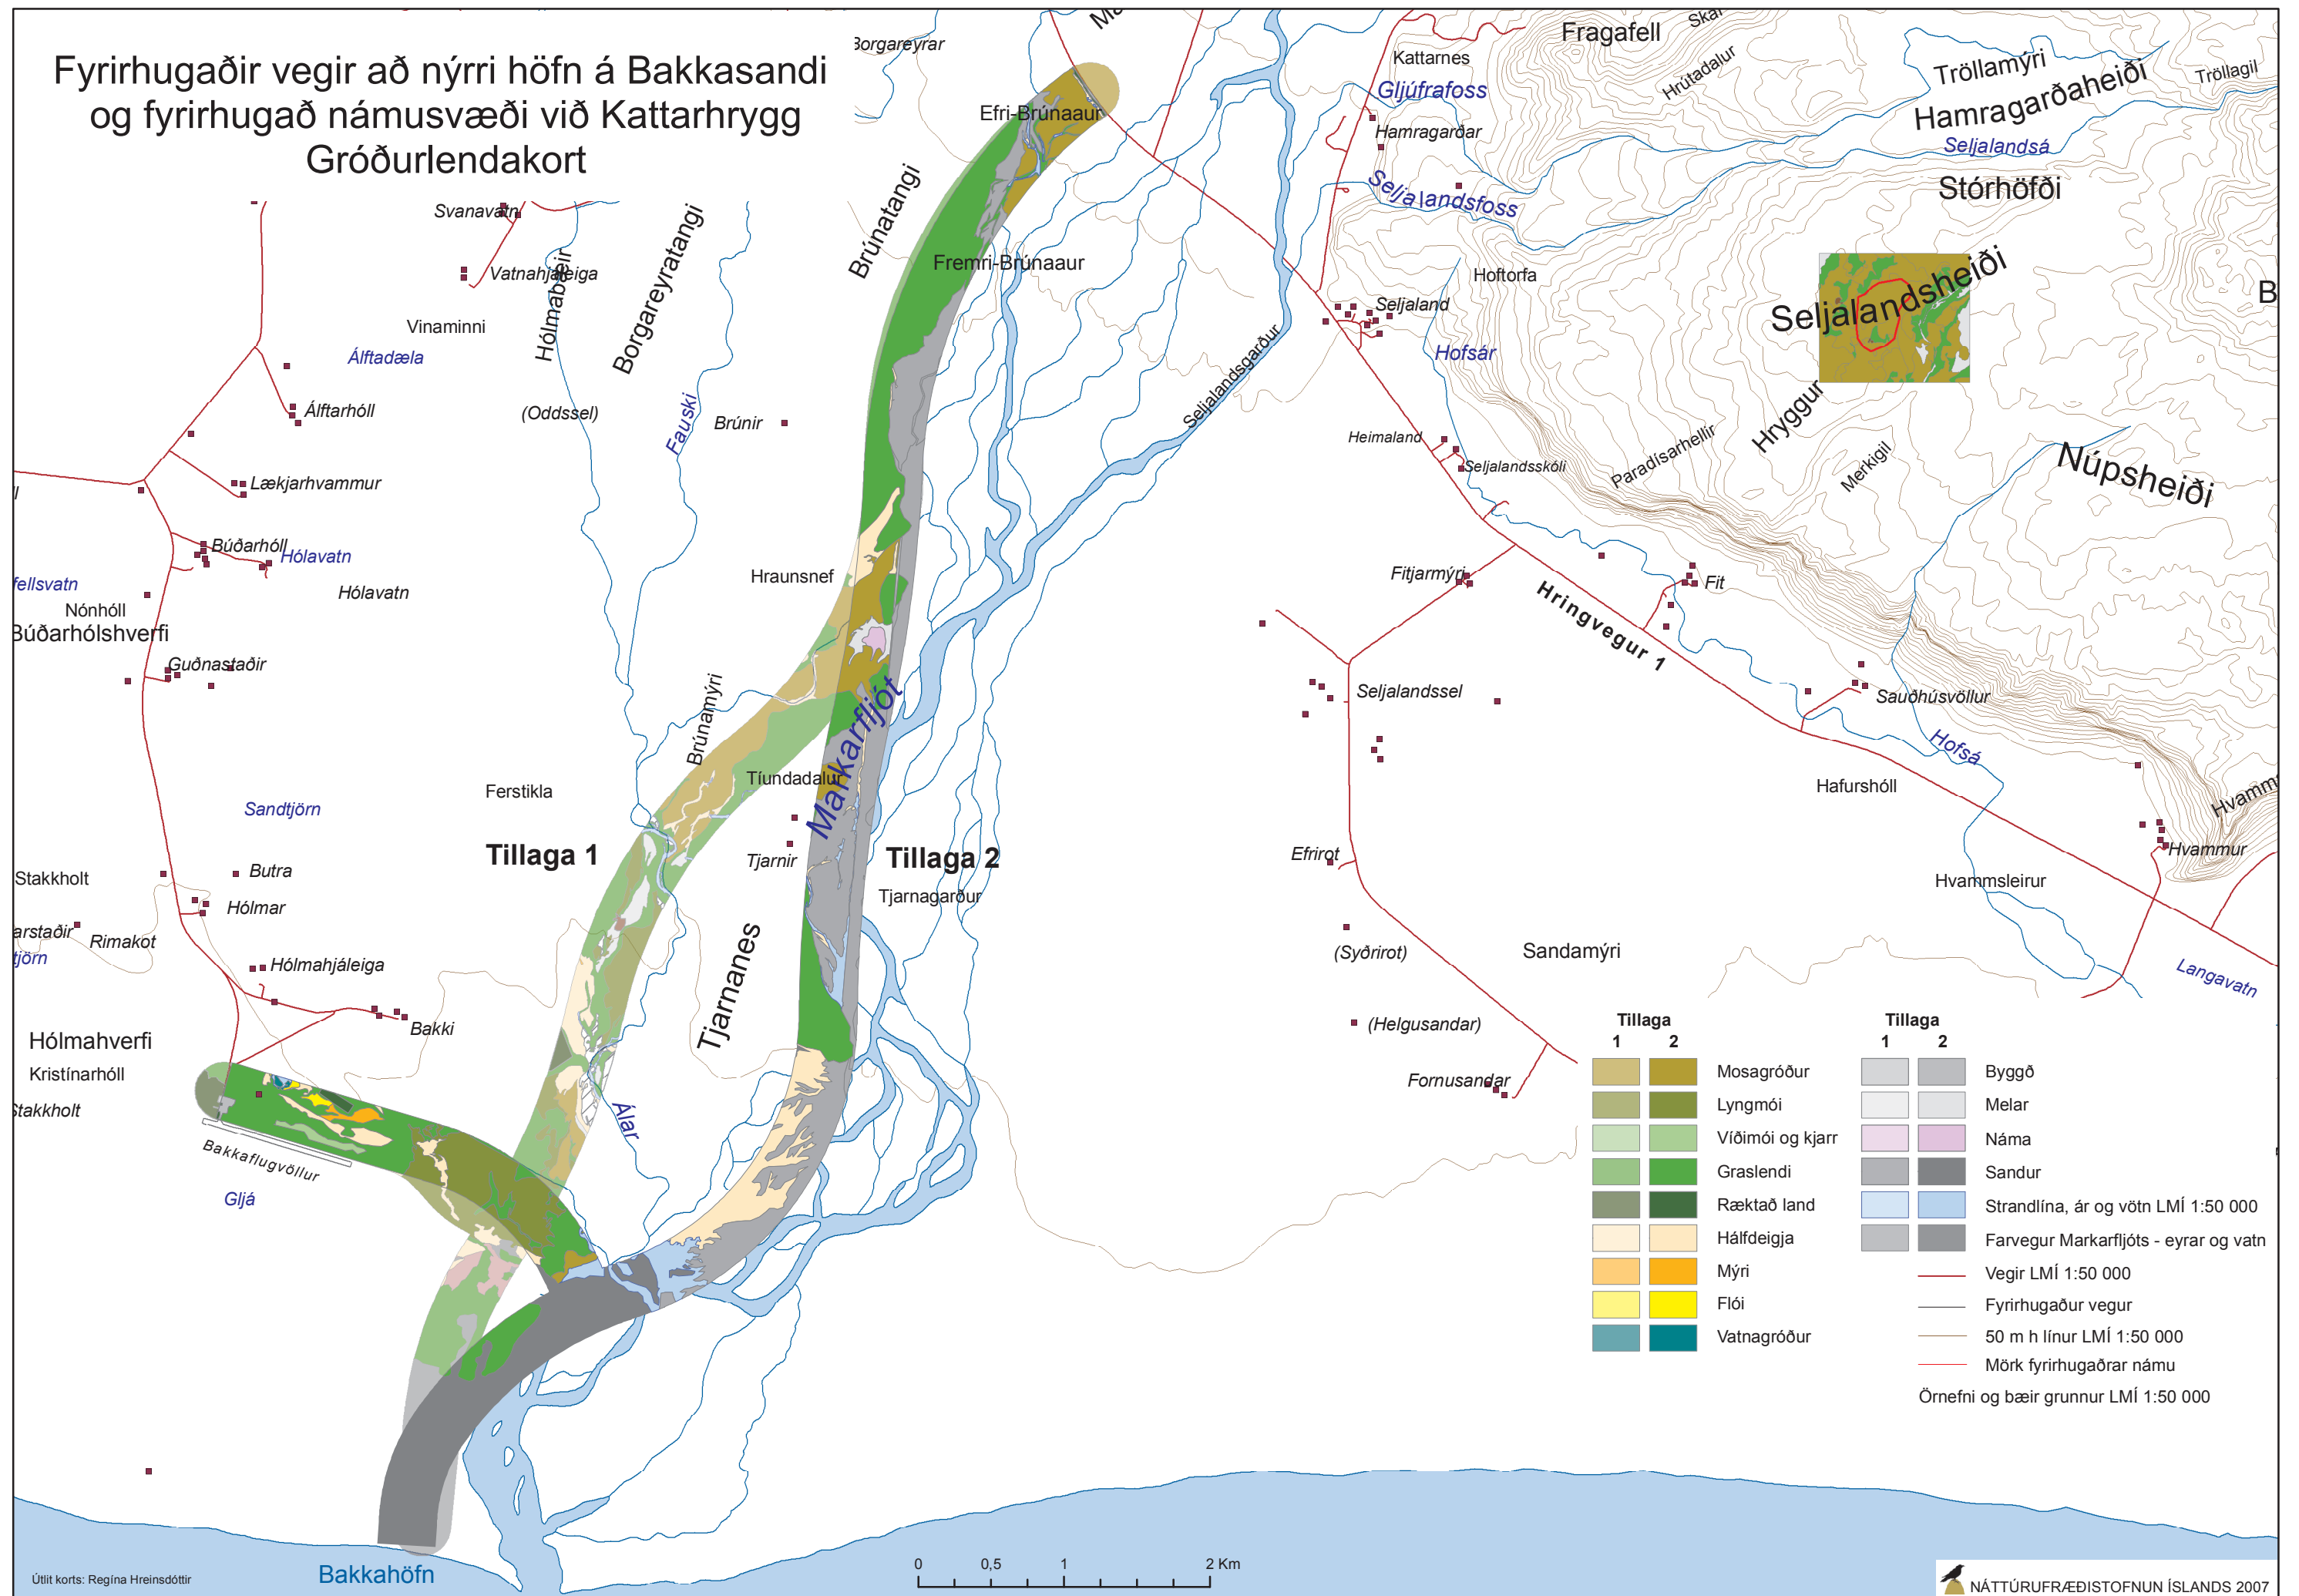 Fyrirhugaðir vegir að nýrri höfn á Bakkasandi
og fyrirhugað námusvæði við Kattarhrygg
Gróðurlendakort
Borgareyrar
Efri-Brúnaaur
Brúnatangi
Fremri-Brúnaaur
Kattarnes
Gljúfrafoss
Hamragarðar
Seljalandsfoss
Fragafell
Hrútadalur
Tröllamýri
Hamragarðaheiði
Tröllagil
Seljalandsá
Stórhöfði
Seljalandsheiði
Hoftorfa
Seljaland
Hofsár
Seljalandsgarður
Svanavatn
Vatnahjáleiga
Hólmabæir
Borgareyratangi
Vinaminni
Álftadæla
Álftarhóll
(Oddssel)
Fauski
Brúnir
Heimaland
Seljalandsskóli
Paradísarhellir
Hryggur
Merkigil
Núpsheiði
Lækjarhvammur
Búðarhóll
Hólavatn
Hólavatn
fellsvatn
Nónhóll
Búðarhólshverfi
Guðnastaðir
Hraunsnef
Fitjarmýri
Hringvegur 1
Fit
Seljalandssel
Sauðhúsvöllur
Hofsá
Hafurshóll
Hvammur
Brúnamýri
Markarfljót
Tíundadalur
Ferstikla
Sandtjörn
Tillaga 1
Tjarnir
Tillaga 2
Tjarnagarður
Efrirot
Hvammsleirur
Stakkholt
Butra
Hólmar
arstaðir
Rimakot
tjörn
Hólmahjáleiga
Tjarnanes
(Syðrirot)
Sandamýri
Langavatn
Bakki
(Helgusandar)
Fornusandar
Hólmahverfi
Kristínarhóll
Stakkholt
Bakkaflugvöllur
Gljá
Álar
Tillaga
1 2
Mosagróður
Lyngmói
Víðimói og kjarr
Graslendi
Ræktað land
Hálfdeigja
Mýri
Flói
Vatnagróður
Tillaga
1 2
Byggð
Melar
Náma
Sandur
Strandlína, ár og vötn LMÍ 1:50 000
Farvegur Markarfljóts - eyrar og vatn
Vegir LMÍ 1:50 000
Fyrirhugaður vegur
50 m h línur LMÍ 1:50 000
Mörk fyrirhugaðrar námu
Örnefni og bæir grunnur LMÍ 1:50 000
Útlit korts: Regína Hreinsdóttir
Bakkahöfn
0 0,5 1 2 Km
NÁTTÚRUFRÆÐISTOFNUN ÍSLANDS 2007